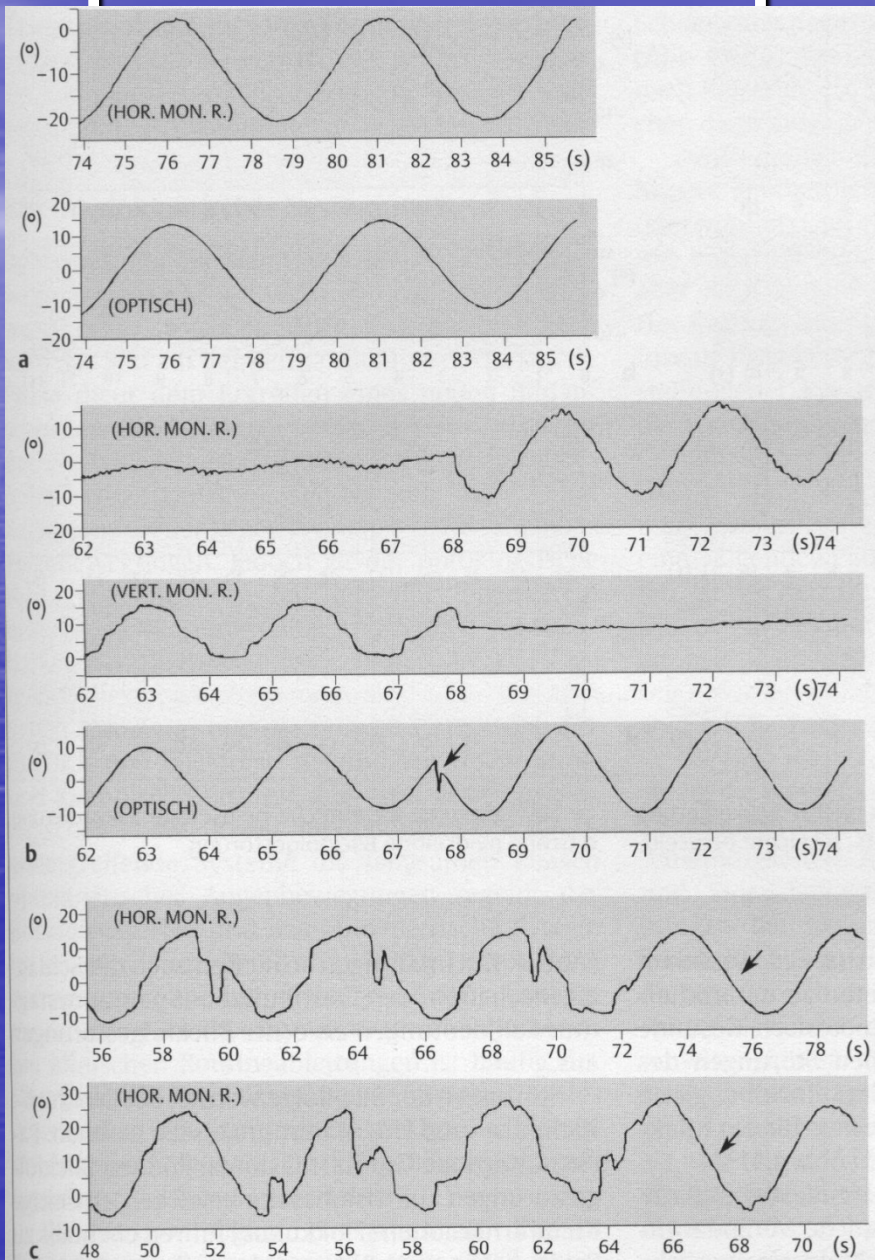 0
(°)
−10
−20
(HOR. MON. R.)
74 75 76 77 78 79 80 81 82 83 84 85 (s)
20
(°)
10
0
−10
(OPTISCH)
−20
74 75 76 77 78 79 80 81 82 83 84 85 (s)
a
(HOR. MON. R.)
10
(°)
0
−10
−20
62 63 64 65 66 67 68 69 70 71 72 73 (s) 74
(VERT. MON. R.)
20
(°)
10
0
62 63 64 65 66 67 68 69 70 71 72 73 (s) 74
10
(°)
0
−10
(OPTISCH)
b
62 63 64 65 66 67 68 69 70 71 72 73 (s) 74
(HOR. MON. R.)
20
(°)
10
0
−10
56 58 60 62 64 66 68 70 72 74 76 78 (s)
30
(HOR. MON. R.)
(°)
20
10
0
−10
c
48 50 52 54 56 58 60 62 64 66 68 70 (s)